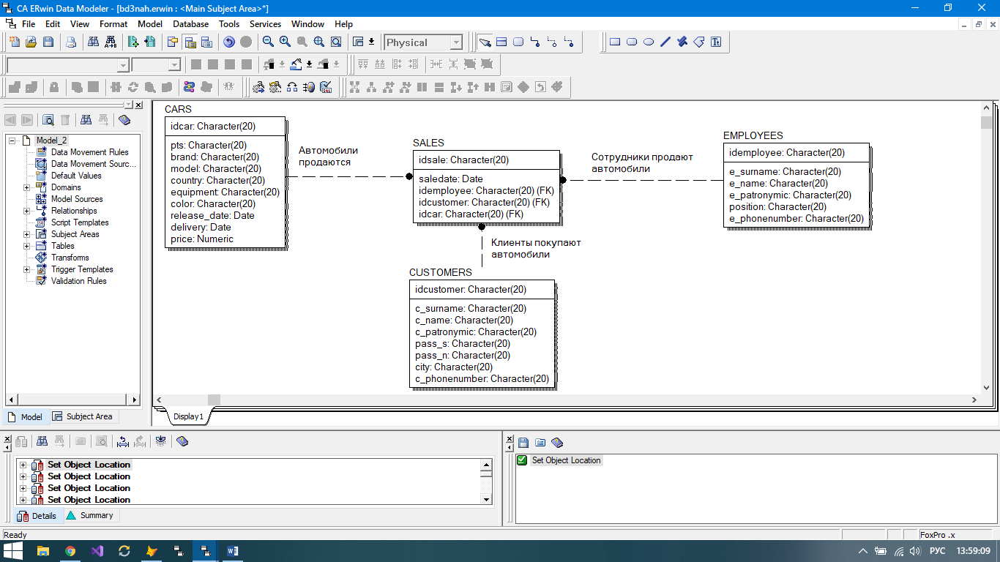 CA ERwin Data Modeler - [bd3nah.erwin : <Main Subject Area>*]
File Edit View Format Model Database Tools Services Window Help
Physical
Model_2
Data Movement Rules
Data Movement Sourc...
Default Values
Domains
Model Sources
Relationships
Script Templates
Subject Areas
Tables
Transforms
Trigger Templates
Validation Rules
Model
Subject Area
CARS
idcar: Character(20)
pts: Character(20)
brand: Character(20)
model: Character(20)
country: Character(20)
equipment: Character(20)
color: Character(20)
release_date: Date
delivery: Date
price: Numeric
Автомобили
продаются
SALES
idsale: Character(20)
saledate: Date
idemployee: Character(20) (FK)
idcustomer: Character(20) (FK)
idcar: Character(20) (FK)
Сотрудники продают
автомобили
EMPLOYEES
idemployee: Character(20)
e_surname: Character(20)
e_name: Character(20)
e_patronymic: Character(20)
position: Character(20)
e_phonenumber: Character(20)
Клиенты покупают
автомобили
CUSTOMERS
idcustomer: Character(20)
c_surname: Character(20)
c_name: Character(20)
c_patronymic: Character(20)
pass_s: Character(20)
pass_n: Character(20)
city: Character(20)
c_phonenumber: Character(20)
Display1
Set Object Location
Set Object Location
Set Object Location
Set Object Location
Details
Summary
Set Object Location
Ready
FoxPro .x
РУС
13:59:09